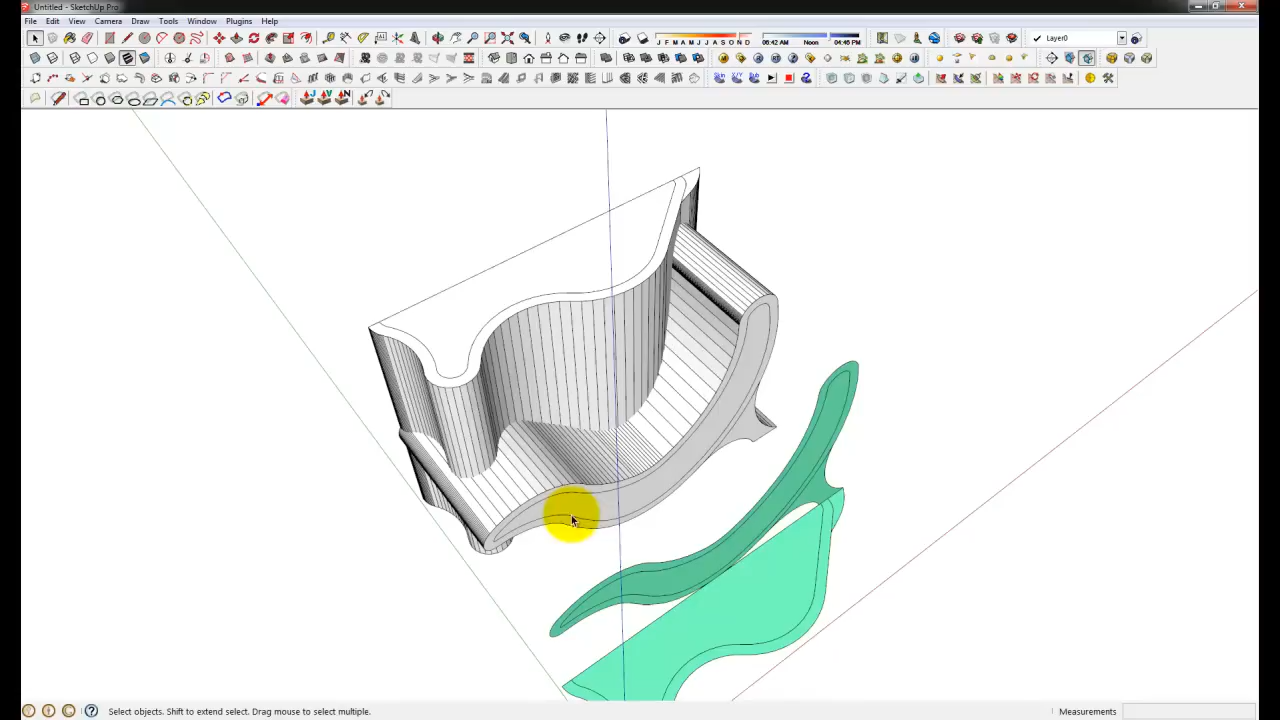 Untitled - SketchUp Pro
File Edit View Camera Draw Tools Window Plugins Help
J F M A M J J A S O N D 06:42 AM Noon 04:46 PM Layer0
Select objects. Shift to extend select. Drag mouse to select multiple. Measurements